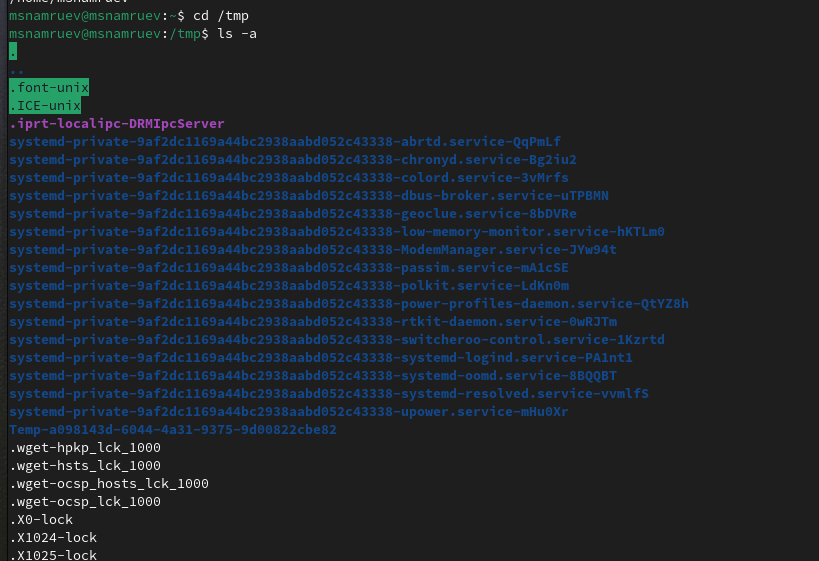 msnamruev@msnamruev:~$ cd /tmp
msnamruev@msnamruev:/tmp$ ls -a
.
..
.font-unix
.ICE-unix
.iprt-localipc-DRMIpcServer
systemd-private-9af2dc1169a44bc2938aabd052c43338-abrtd.service-QqPmLf
systemd-private-9af2dc1169a44bc2938aabd052c43338-chronyd.service-Bg2iu2
systemd-private-9af2dc1169a44bc2938aabd052c43338-colord.service-3vMrfs
systemd-private-9af2dc1169a44bc2938aabd052c43338-dbus-broker.service-uTPBMN
systemd-private-9af2dc1169a44bc2938aabd052c43338-geoclue.service-8bDVRe
systemd-private-9af2dc1169a44bc2938aabd052c43338-low-memory-monitor.service-hKTLm0
systemd-private-9af2dc1169a44bc2938aabd052c43338-ModemManager.service-JYw94t
systemd-private-9af2dc1169a44bc2938aabd052c43338-passim.service-mA1cSE
systemd-private-9af2dc1169a44bc2938aabd052c43338-polkit.service-LdKn0m
systemd-private-9af2dc1169a44bc2938aabd052c43338-power-profiles-daemon.service-QtYZ8h
systemd-private-9af2dc1169a44bc2938aabd052c43338-rtkit-daemon.service-0wRJTm
systemd-private-9af2dc1169a44bc2938aabd052c43338-switcheroo-control.service-1Kzrtd
systemd-private-9af2dc1169a44bc2938aabd052c43338-systemd-logind.service-PA1nt1
systemd-private-9af2dc1169a44bc2938aabd052c43338-systemd-oomd.service-8BQQBT
systemd-private-9af2dc1169a44bc2938aabd052c43338-systemd-resolved.service-vvmlfS
systemd-private-9af2dc1169a44bc2938aabd052c43338-upower.service-mHu0Xr
Temp-a098143d-6044-4a31-9375-9d00822cbe82
.wget-hpkp_lck_1000
.wget-hsts_lck_1000
.wget-ocsp_hosts_lck_1000
.wget-ocsp_lck_1000
.X0-lock
.X1024-lock
.X1025-lock